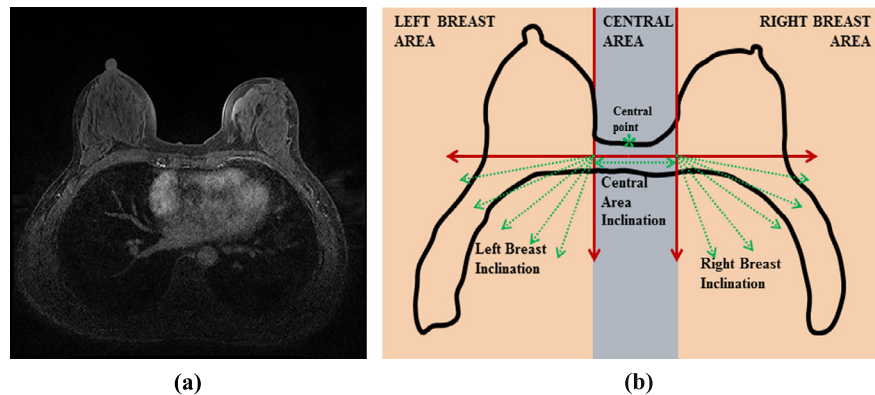 LEFT BREAST
AREA
CENTRAL
AREA
RIGHT BREAST
AREA
Central
point
Central
Area
Inclination
Left Breast
Inclination
Right Breast
Inclination
(a)
(b)